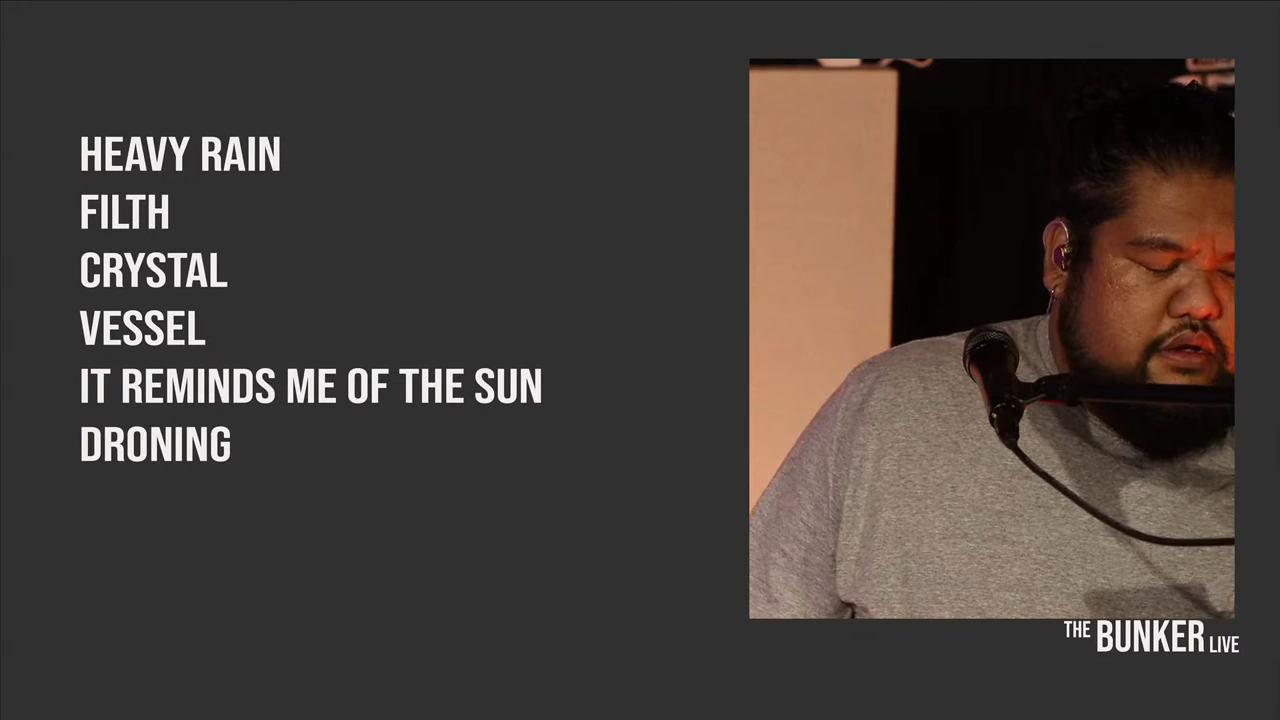 HEAVY RAIN
FILTH
CRYSTAL
VESSEL
IT REMINDS ME OF THE SUN
DRONING
THE BUNKER LIVE